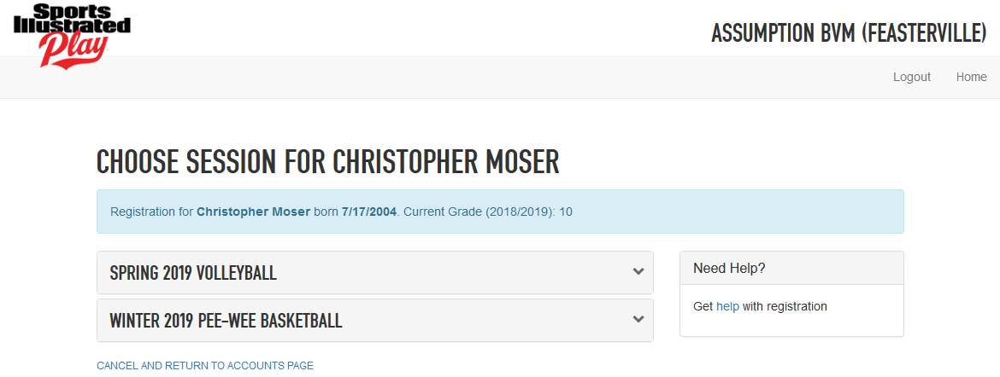 Sports
Illustrated
Play
ASSUMPTION BVM (FEASTERVILLE)
Logout Home
CHOOSE SESSION FOR CHRISTOPHER MOSER
Registration for Christopher Moser born 7/17/2004. Current Grade (2018/2019): 10
SPRING 2019 VOLLEYBALL
Need Help?
WINTER 2019 PEE-WEE BASKETBALL
Get help with registration
CANCEL AND RETURN TO ACCOUNTS PAGE